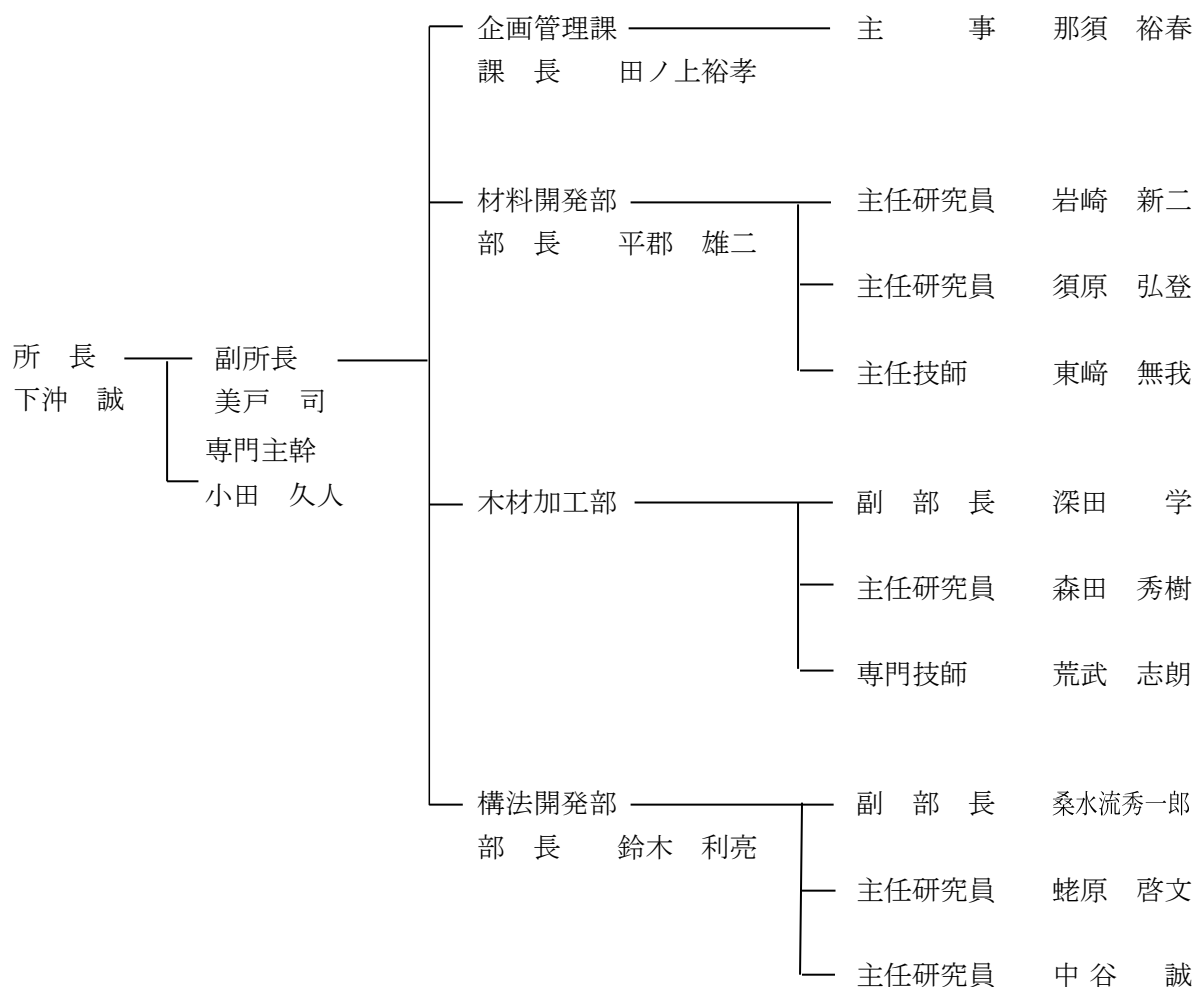 企画管理課 主 事 那須 裕春
課 長 田ノ上裕孝
材料開発部 主任研究員 岩崎 新二
部 長 平郡 雄二
主任研究員 須原 弘登
所 長 副所長
主任技師 東﨑 無我
下沖 誠 美戸 司
専門主幹
小田 久人
木材加工部 副 部 長 深田 学
主任研究員 森田 秀樹
専門技師 荒武 志朗
構法開発部 副 部 長 桑水流秀一郎
部 長 鈴木 利亮
主任研究員 蛯原 啓文
主任研究員 中谷 誠